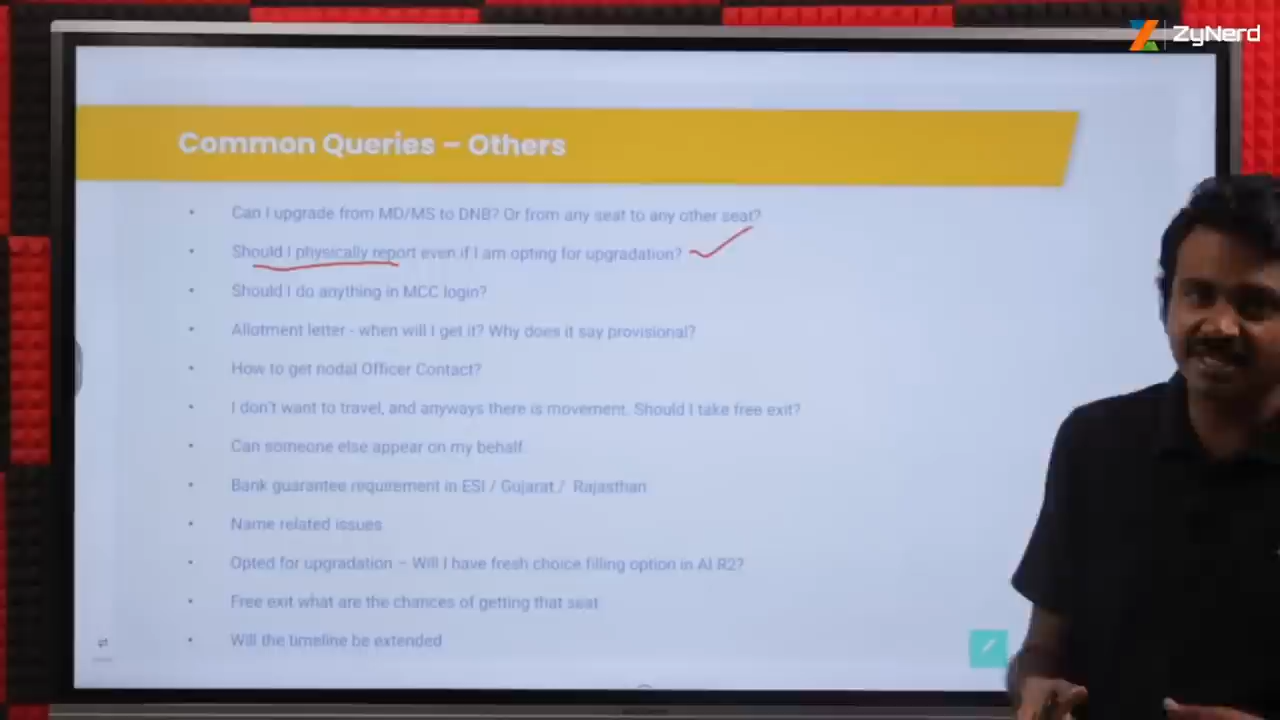 ZyNerd
Common Queries – Others
• Can I upgrade from MD/MS to DNB? Or from any seat to any other seat?
• Should I physically report even if I am opting for upgradation?
• Should I do anything in MCC login?
• Allotment letter - when will I get it? Why does it say provisional?
• How to get nodal Officer Contact?
• I don't want to travel, and anyways there is movement. Should I take free exit?
• Can someone else appear on my behalf
• Bank guarantee requirement in ESI / Gujarat / Rajasthan
• Name related issues
• Opted for upgradation – Will I have fresh choice filling option in AI R2?
• Free exit what are the chances of getting that seat
• Will the timeline be extended